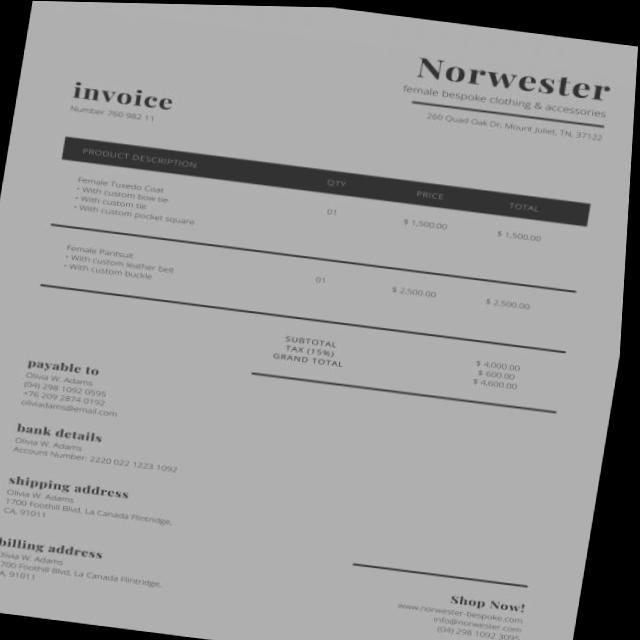 Norwester
female bespoke clothing & accessories
260 Quad Oak Dr, Mount Juliet, TN, 37122
invoice
Number 760 982 11
PRODUCT DESCRIPTION QTY PRICE TOTAL
Female Tuxedo Coat 01 $ 1,500.00 $ 1,500.00
• With custom bow tie
• With custom tie
• With custom pocket square
Female Pantsuit 01 $ 2,500.00 $ 2,500.00
• With custom leather belt
• With custom buckle
SUBTOTAL $ 4,000.00
TAX (15%) $ 600.00
GRAND TOTAL $ 4,600.00
payable to
Olivia W. Adams
(04) 298 1092 0595
+76 209 2874 0192
oliviadams@email.com
bank details
Olivia W. Adams
Account Number: 2220 022 1223 1092
shipping address
Olivia W. Adams
1700 Foothill Blvd, La Canada Flintridge,
CA, 91011
billing address
Olivia W. Adams
700 Foothill Blvd, La Canada Flintridge,
A, 91011
Shop Now!
www.norwester-bespoke.com
info@norwester.com
(04) 298 1092 3095